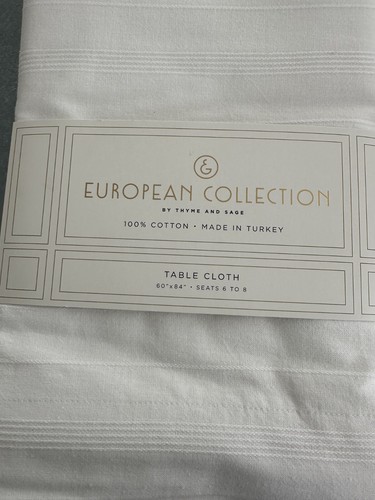 EUROPEAN COLLECTION
BY THYME AND SAGE
100% COTTON • MADE IN TURKEY
TABLE CLOTH
60"x84" • SEATS 6 TO 8